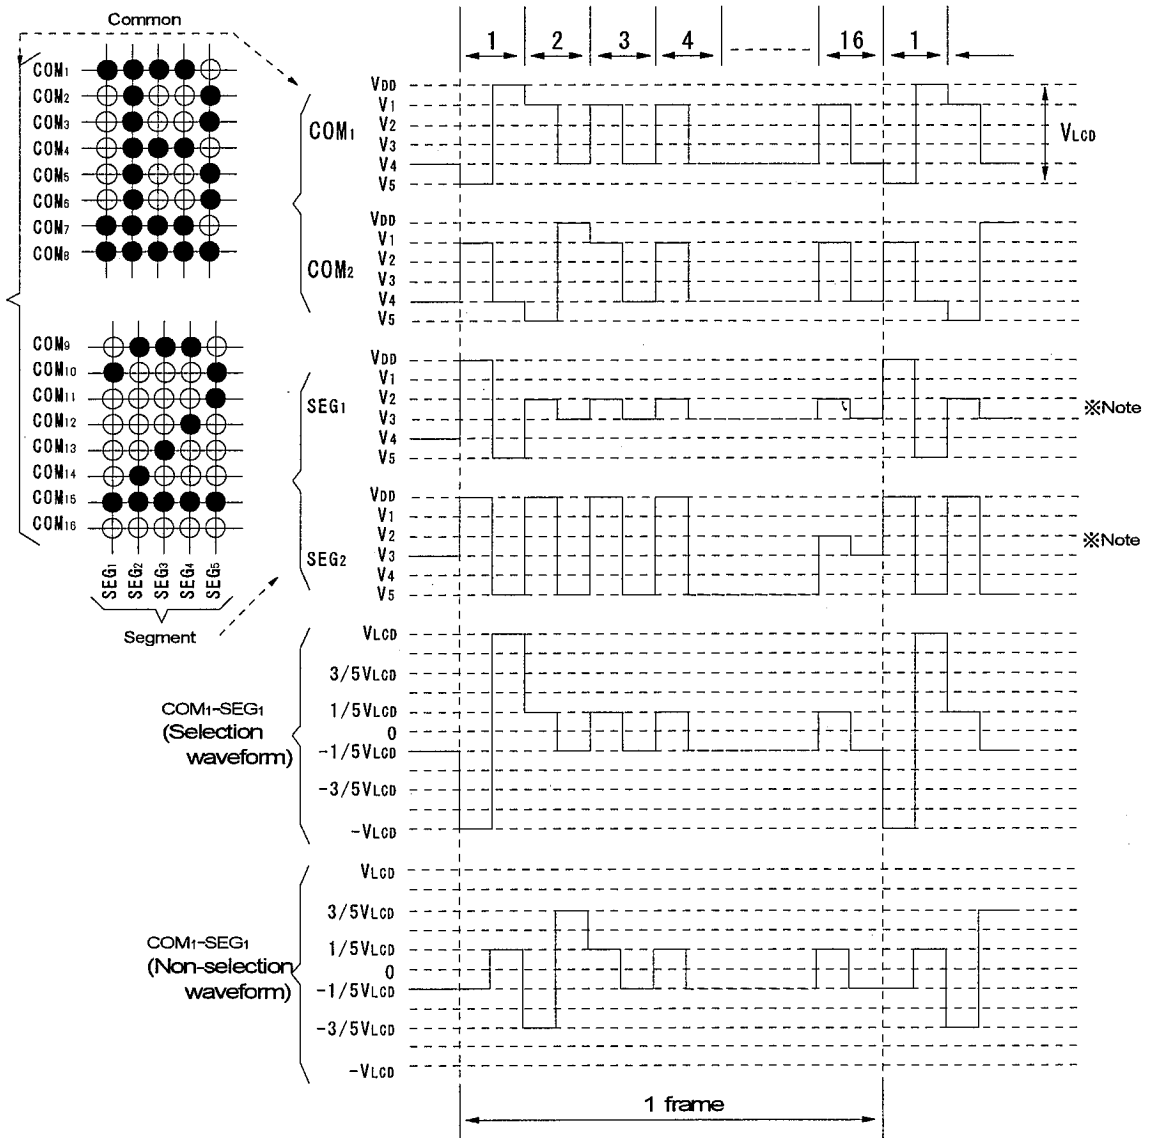 Common
COM1
COM2
COM3
COM4
COM5
COM6
COM7
COM8
COM9
COM10
COM11
COM12
COM13
COM14
COM15
COM16
SEG1
SEG2
SEG3
SEG4
SEG5
Segment
1
2
3
4
16
1
COM1
VDD
V1
V2
V3
V4
V5
VLCD
COM2
VDD
V1
V2
V3
V4
V5
SEG1
VDD
V1
V2
V3
V4
V5
※Note
SEG2
VDD
V1
V2
V3
V4
V5
※Note
COM1-SEG1
(Selection
waveform)
VLCD
3/5VLCD
1/5VLCD
0
-1/5VLCD
-3/5VLCD
-VLCD
COM1-SEG1
(Non-selection
waveform)
VLCD
3/5VLCD
1/5VLCD
0
-1/5VLCD
-3/5VLCD
-VLCD
1 frame